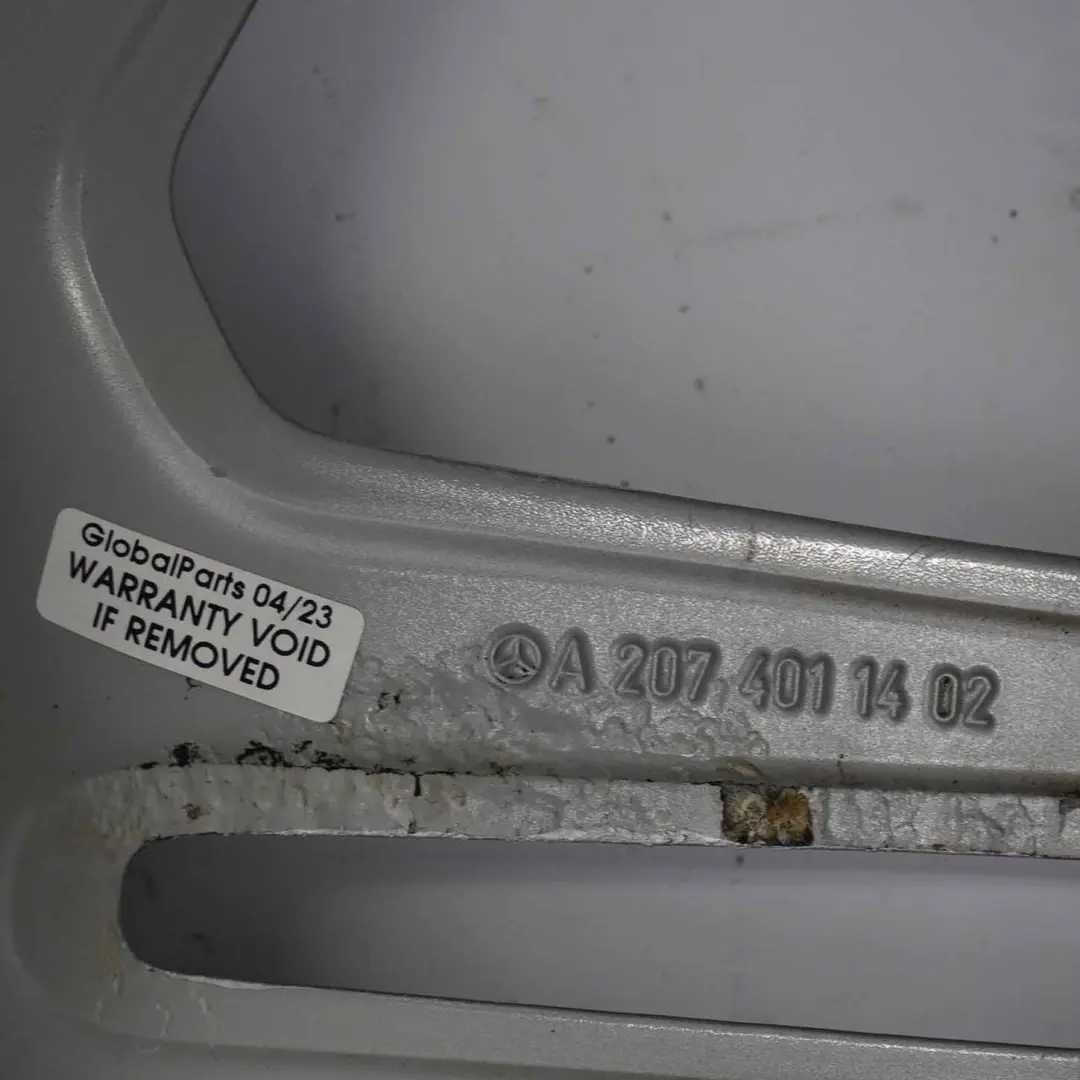 GlobalParts 04/23
WARRANTY VOID
IF REMOVED
A 207 401 14 02